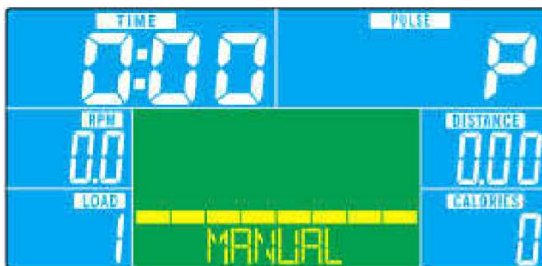 TIME PULSE
0:00 P
RPM DISTANCE
0.0 0.00
LOAD CALORIES
1 0
MANUAL